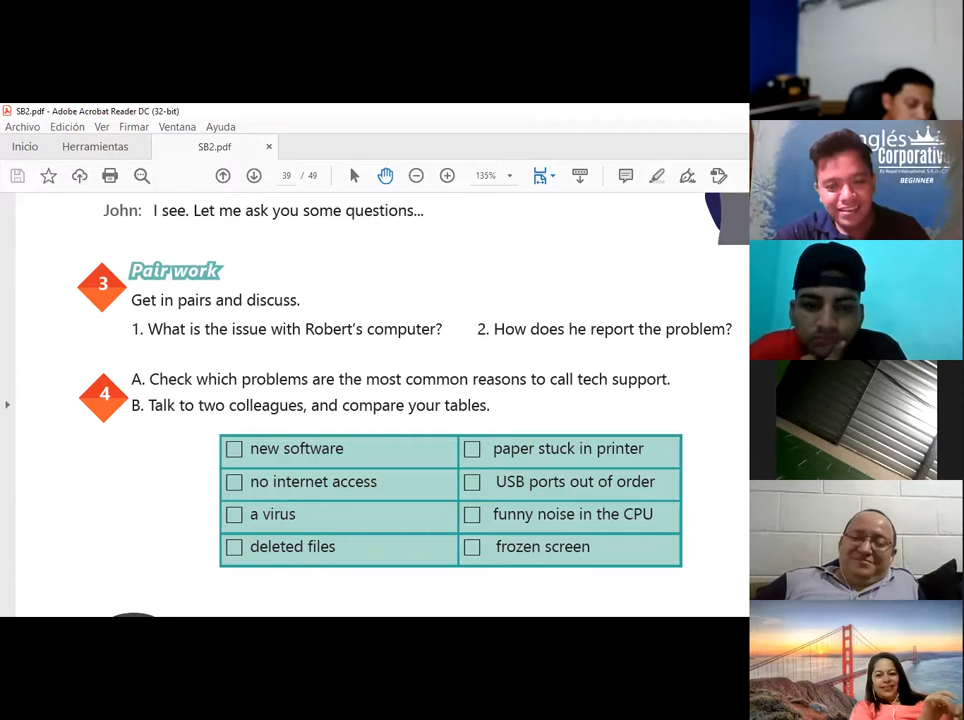 SB2.pdf - Adobe Acrobat Reader DC (32-bit)
Archivo Edición Ver Firmar Ventana Ayuda
Inicio Herramientas SB2.pdf ×
39 / 49 135%
John: I see. Let me ask you some questions...
3 Pair work
Get in pairs and discuss.
1. What is the issue with Robert's computer? 2. How does he report the problem?
4
A. Check which problems are the most common reasons to call tech support.
B. Talk to two colleagues, and compare your tables.
new software paper stuck in printer
no internet access USB ports out of order
a virus funny noise in the CPU
deleted files frozen screen
nglés
Corporativ
BEGINNER